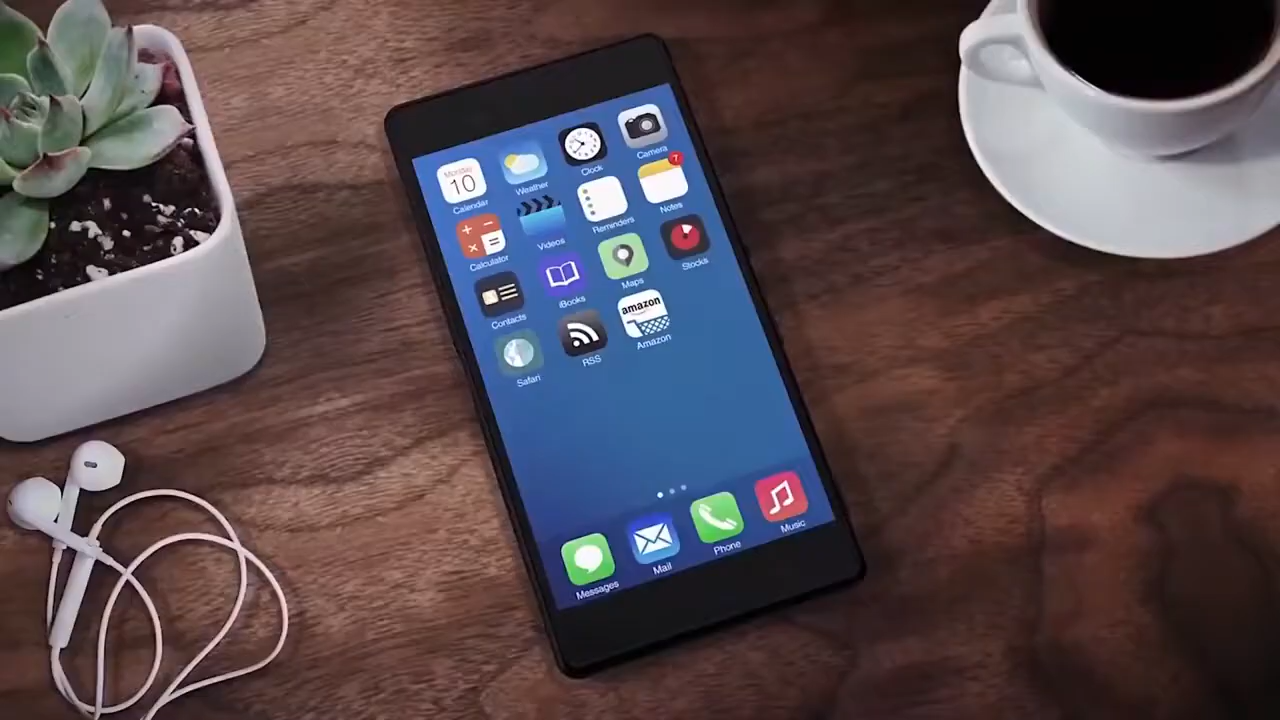 Monday
10
Calendar
Weather
Clock
Camera
Calculator
Videos
Reminders
7
Notes
Contacts
iBooks
Maps
Stocks
Safari
RSS
amazon
Amazon
Messages
Mail
Phone
Music